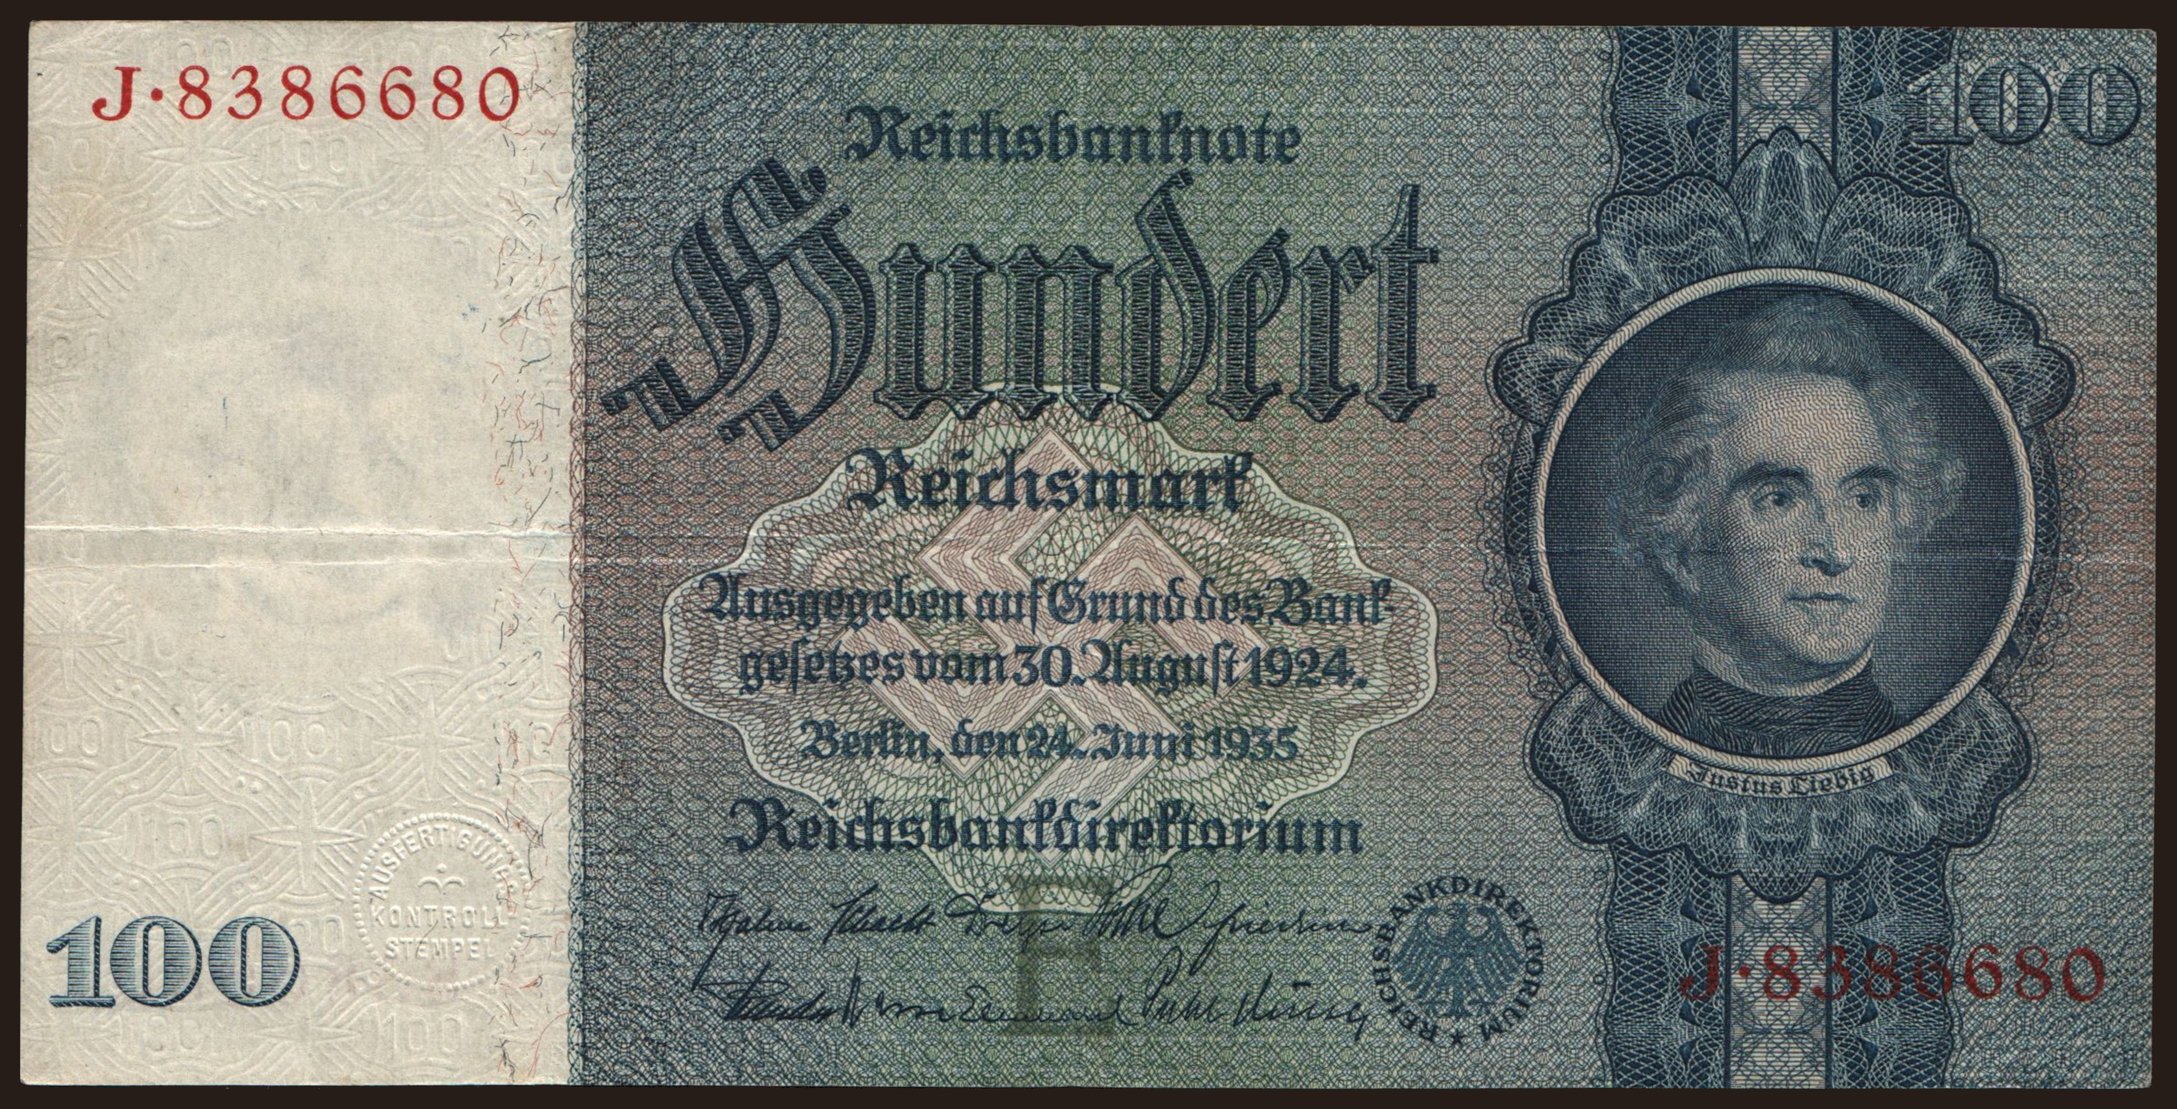 J·8386680
100
Reichsbanknote
Hundert
Reichsmark
Ausgegeben auf Grund des Bank-
gesetzes vom 30. August 1924.
Berlin, den 24. Juni 1935
Reichsbankdirektorium
E
REICHSBANKDIREKTORIUM
Justus Liebig
J·8386680
AUSFERTIGUNGS
KONTROLL
STEMPEL
100